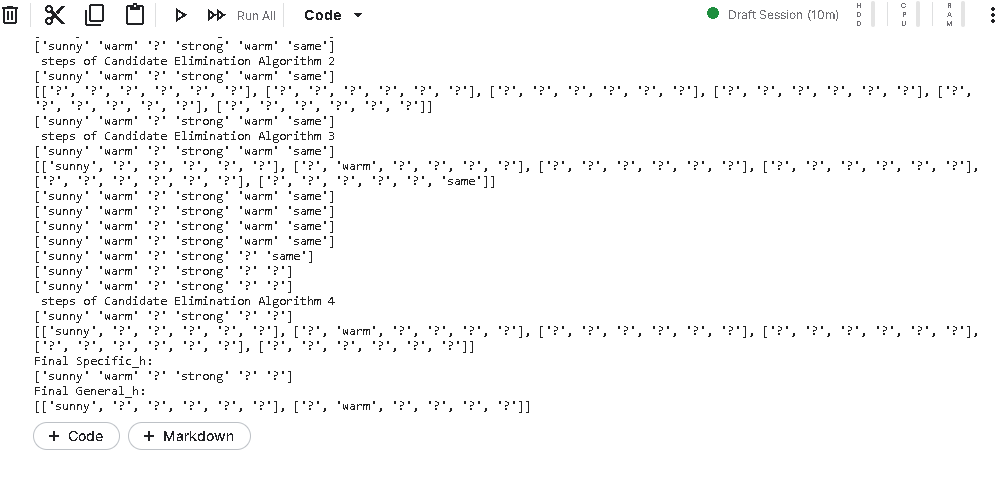 Run All
Code
Draft Session (10m)
HDD
CPU
RAM
['sunny' 'warm' '?' 'strong' 'warm' 'same']
 steps of Candidate Elimination Algorithm 2
['sunny' 'warm' '?' 'strong' 'warm' 'same']
[['?', '?', '?', '?', '?', '?'], ['?', '?', '?', '?', '?', '?'], ['?', '?', '?', '?', '?', '?'], ['?', '?', '?', '?', '?', '?'], ['?',
'?', '?', '?', '?', '?'], ['?', '?', '?', '?', '?', '?']]
['sunny' 'warm' '?' 'strong' 'warm' 'same']
 steps of Candidate Elimination Algorithm 3
['sunny' 'warm' '?' 'strong' 'warm' 'same']
[['sunny', '?', '?', '?', '?', '?'], ['?', 'warm', '?', '?', '?', '?'], ['?', '?', '?', '?', '?', '?'], ['?', '?', '?', '?', '?', '?'],
['?', '?', '?', '?', '?', '?'], ['?', '?', '?', '?', '?', 'same']]
['sunny' 'warm' '?' 'strong' 'warm' 'same']
['sunny' 'warm' '?' 'strong' 'warm' 'same']
['sunny' 'warm' '?' 'strong' 'warm' 'same']
['sunny' 'warm' '?' 'strong' 'warm' 'same']
['sunny' 'warm' '?' 'strong' '?' 'same']
['sunny' 'warm' '?' 'strong' '?' '?']
['sunny' 'warm' '?' 'strong' '?' '?']
 steps of Candidate Elimination Algorithm 4
['sunny' 'warm' '?' 'strong' '?' '?']
[['sunny', '?', '?', '?', '?', '?'], ['?', 'warm', '?', '?', '?', '?'], ['?', '?', '?', '?', '?', '?'], ['?', '?', '?', '?', '?', '?'],
['?', '?', '?', '?', '?', '?'], ['?', '?', '?', '?', '?', '?']]
Final Specific_h:
['sunny' 'warm' '?' 'strong' '?' '?']
Final General_h:
[['sunny', '?', '?', '?', '?', '?'], ['?', 'warm', '?', '?', '?', '?']]
+ Code
+ Markdown